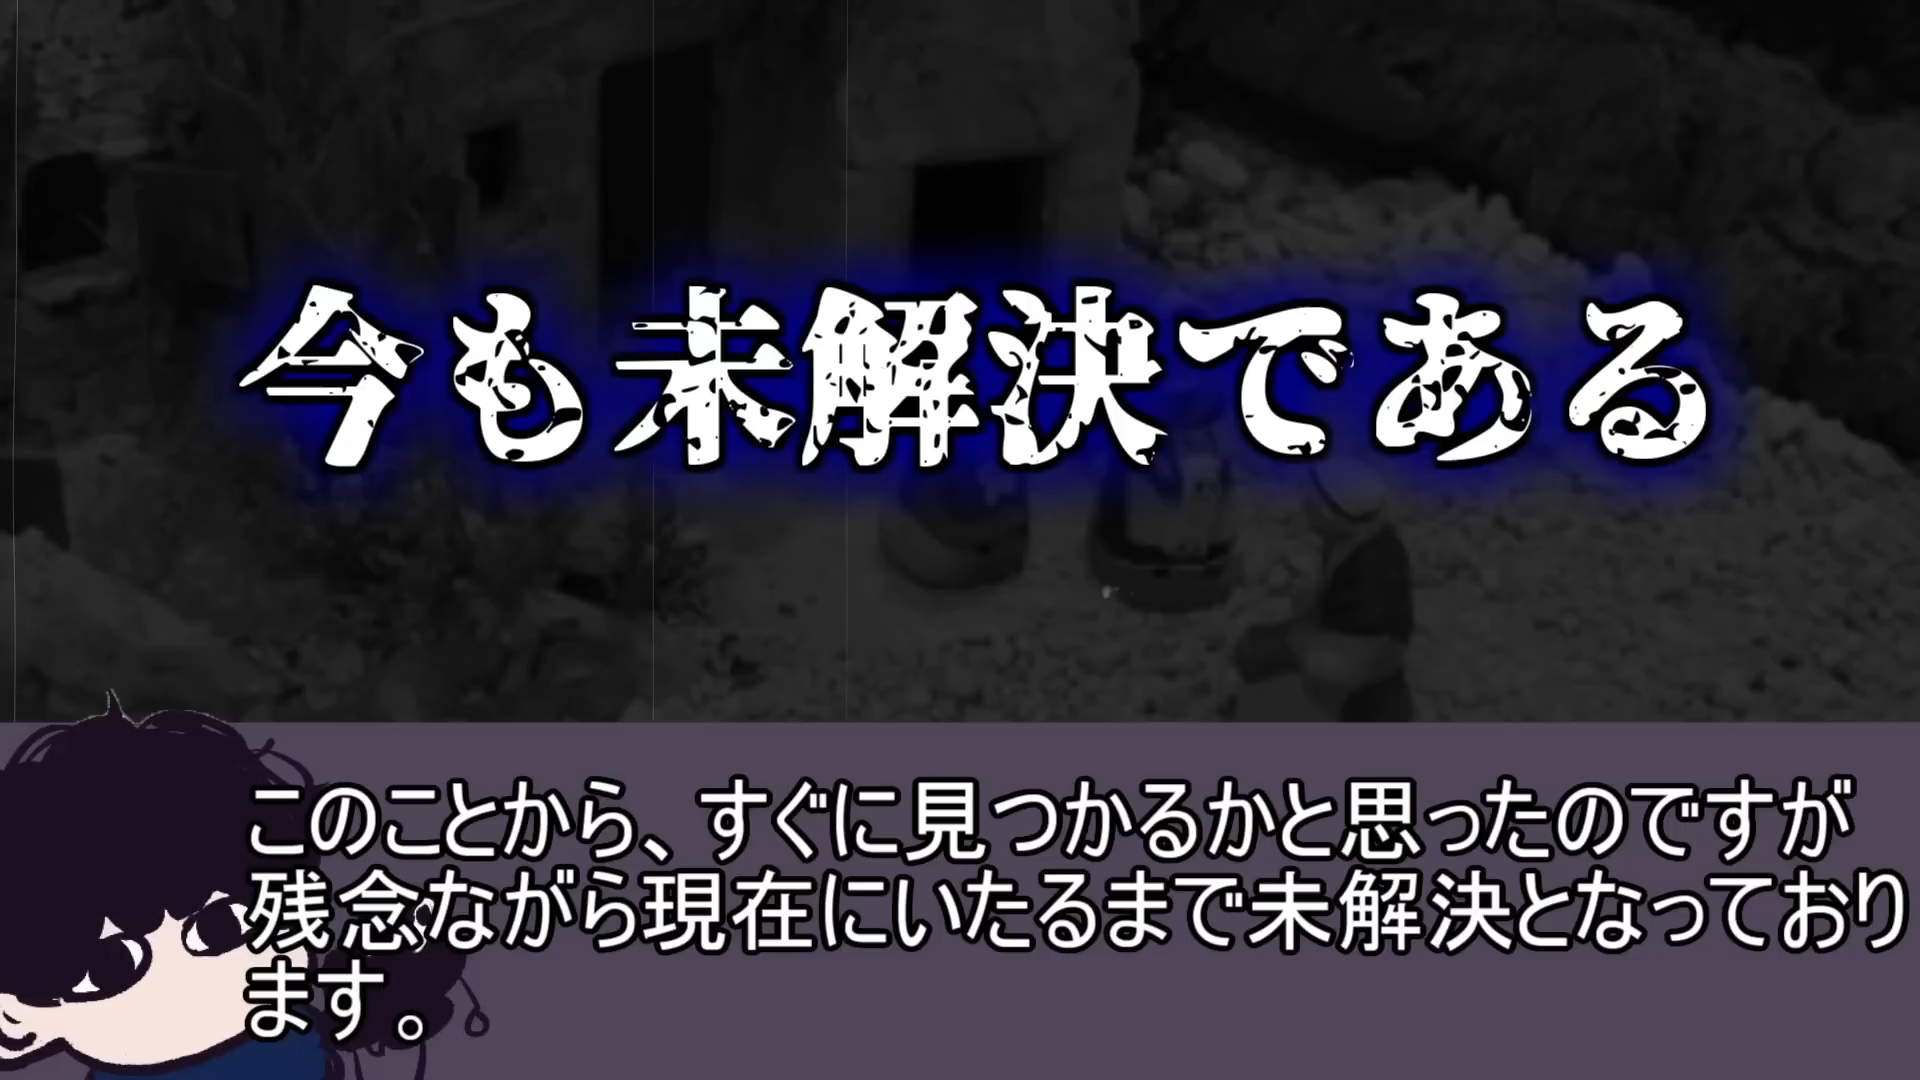 今も未解決である
このことから、すぐに見つかるかと思ったのですが
残念ながら現在にいたるまで未解決となっており
ます。